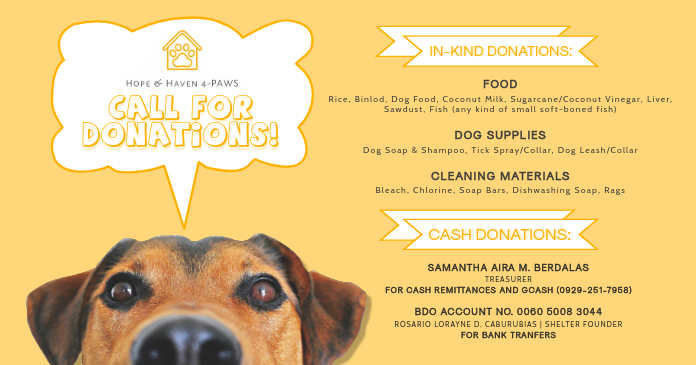 HOPE & HAVEN 4-PAWS
CALL FOR
DONATIONS!
IN-KIND DONATIONS:
FOOD
Rice, Binlod, Dog Food, Coconut Milk, Sugarcane/Coconut Vinegar, Liver,
Sawdust, Fish (any kind of small soft-boned fish)
DOG SUPPLIES
Dog Soap & Shampoo, Tick Spray/Collar, Dog Leash/Collar
CLEANING MATERIALS
Bleach, Chlorine, Soap Bars, Dishwashing Soap, Rags
CASH DONATIONS:
SAMANTHA AIRA M. BERDALAS
TREASURER
FOR CASH REMITTANCES AND GCASH (0929-251-7958)
BDO ACCOUNT NO. 0060 5008 3044
ROSARIO LORAYNE D. CABURUBIAS | SHELTER FOUNDER
FOR BANK TRANFERS